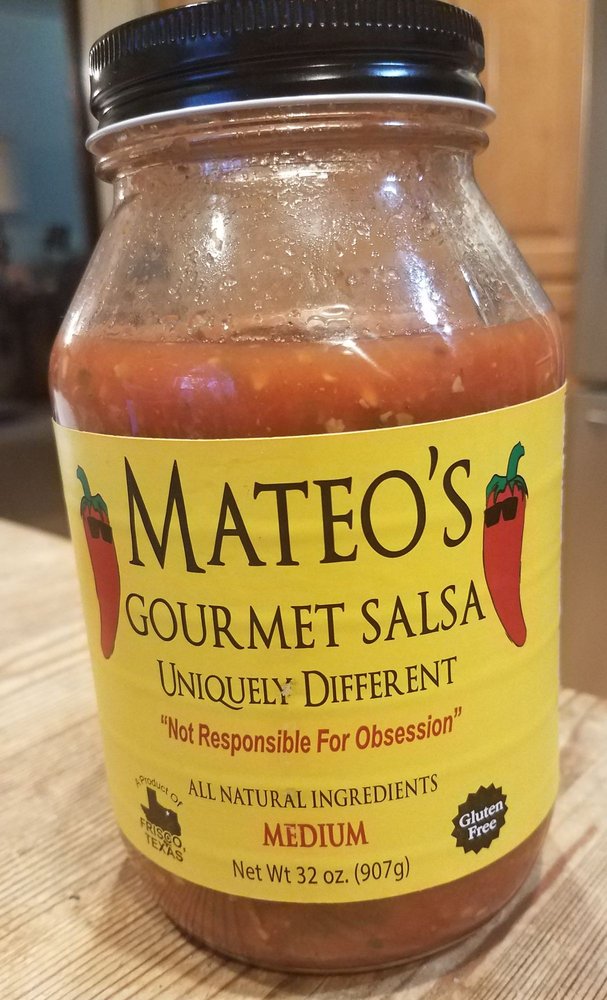 MATEO'S
GOURMET SALSA
UNIQUELY DIFFERENT
"Not Responsible For Obsession"
ALL NATURAL INGREDIENTS
MEDIUM
Net Wt 32 oz. (907g)
A Product Of
FRISCO,
TEXAS
Gluten
Free